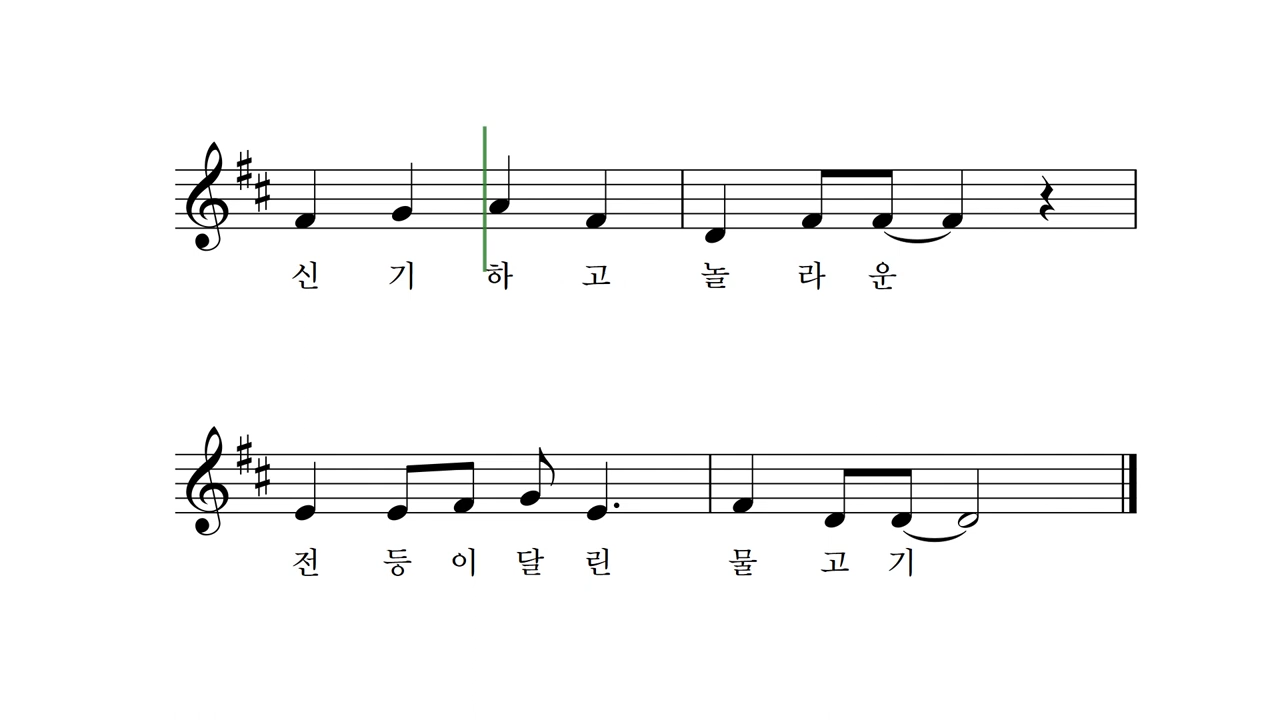 신 기 하 고 놀 라 운
전 등 이 달 린 물 고 기